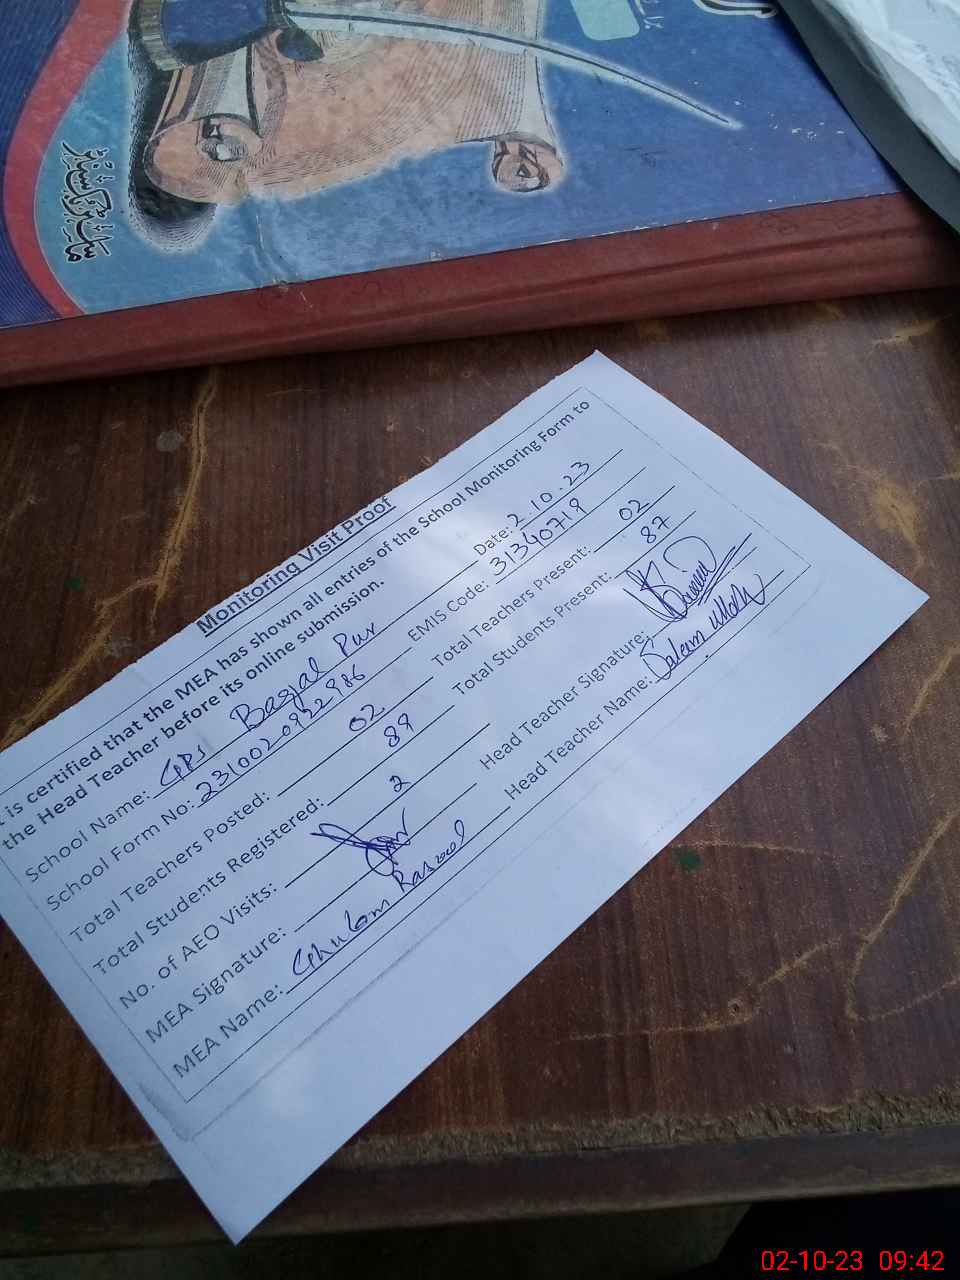 Monitoring Visit Proof
is certified that the MEA has shown all entries of the School Monitoring Form to
the Head Teacher before its online submission.
School Name: GPS Bagal Pur Date: 2.10.23
School Form No: 2310020922986 EMIS Code: 31340719
Total Teachers Posted: 02 Total Teachers Present: 02
Total Students Registered: 89 Total Students Present: 87
No. of AEO Visits: 2
MEA Signature: Head Teacher Signature:
MEA Name: Ghulam Rasool Head Teacher Name: Saleem Ullah
02-10-23 09:42